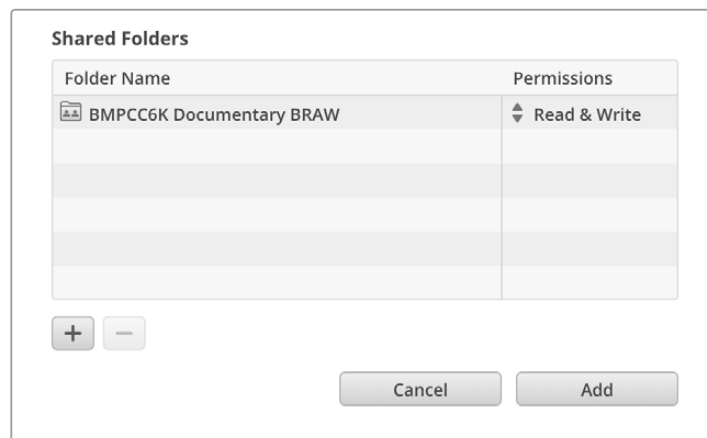 Shared Folders
Folder Name Permissions
BMPCC6K Documentary BRAW Read & Write
Cancel Add